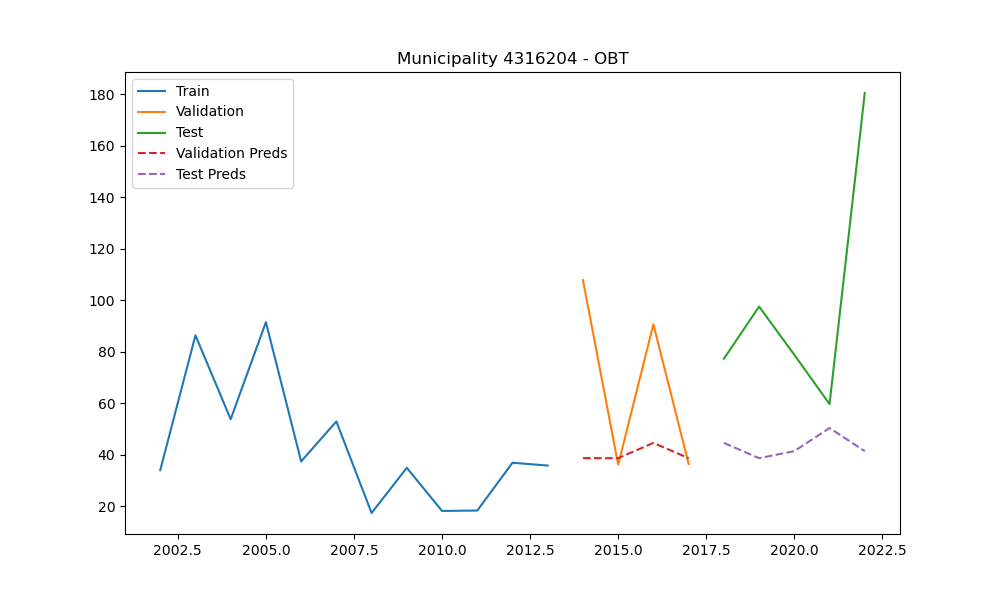 Municipality 4316204 - OBT
Train
Validation
Test
Validation Preds
Test Preds
180
160
140
120
100
80
60
40
20
2002.5 2005.0 2007.5 2010.0 2012.5 2015.0 2017.5 2020.0 2022.5